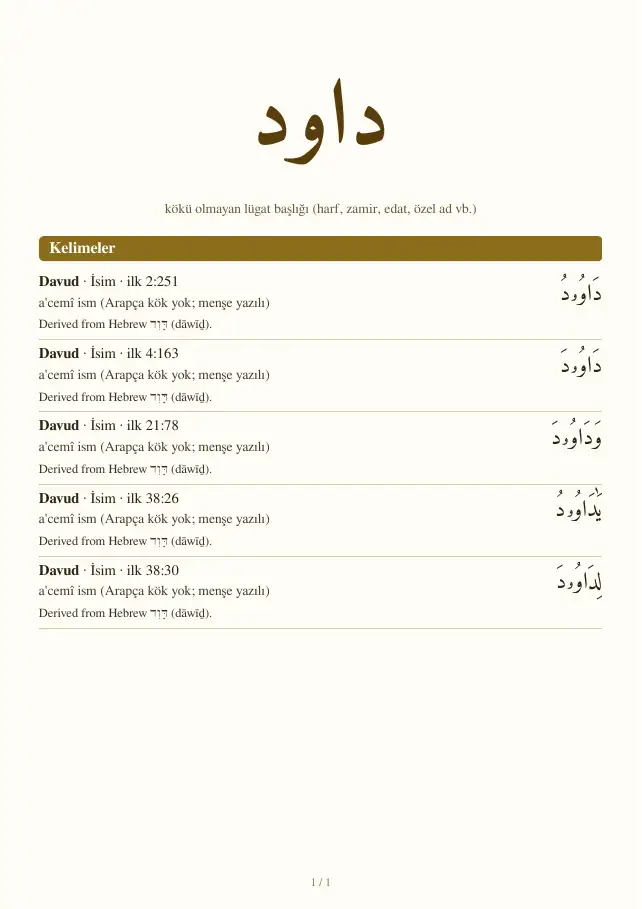 داود
kökü olmayan lügat başlığı (harf, zamir, edat, özel ad vb.)
Kelimeler
Davud · İsim · ilk 2:251 دَاوُۥدُ
a'cemî ism (Arapça kök yok; menşe yazılı)
Derived from Hebrew דָּוִד (dāwīḏ).
Davud · İsim · ilk 4:163 دَاوُۥدَ
a'cemî ism (Arapça kök yok; menşe yazılı)
Derived from Hebrew דָּוִד (dāwīḏ).
Davud · İsim · ilk 21:78 وَدَاوُۥدَ
a'cemî ism (Arapça kök yok; menşe yazılı)
Derived from Hebrew דָּוִד (dāwīḏ).
Davud · İsim · ilk 38:26 يَٰدَاوُۥدُ
a'cemî ism (Arapça kök yok; menşe yazılı)
Derived from Hebrew דָּוִד (dāwīḏ).
Davud · İsim · ilk 38:30 لِدَاوُۥدَ
a'cemî ism (Arapça kök yok; menşe yazılı)
Derived from Hebrew דָּוִד (dāwīḏ).
1 / 1